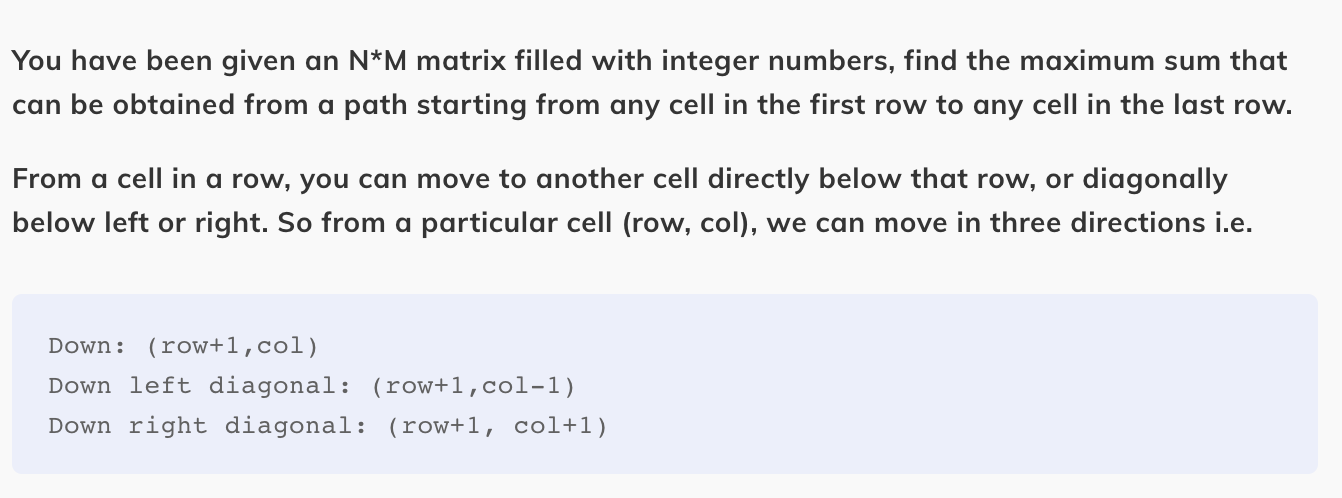 You have been given an N*M matrix filled with integer numbers, find the maximum sum that
can be obtained from a path starting from any cell in the first row to any cell in the last row.
From a cell in a row, you can move to another cell directly below that row, or diagonally
below left or right. So from a particular cell (row, col), we can move in three directions i.e.
Down: (row+1,col)
Down left diagonal: (row+1,col-1)
Down right diagonal: (row+1, col+1)